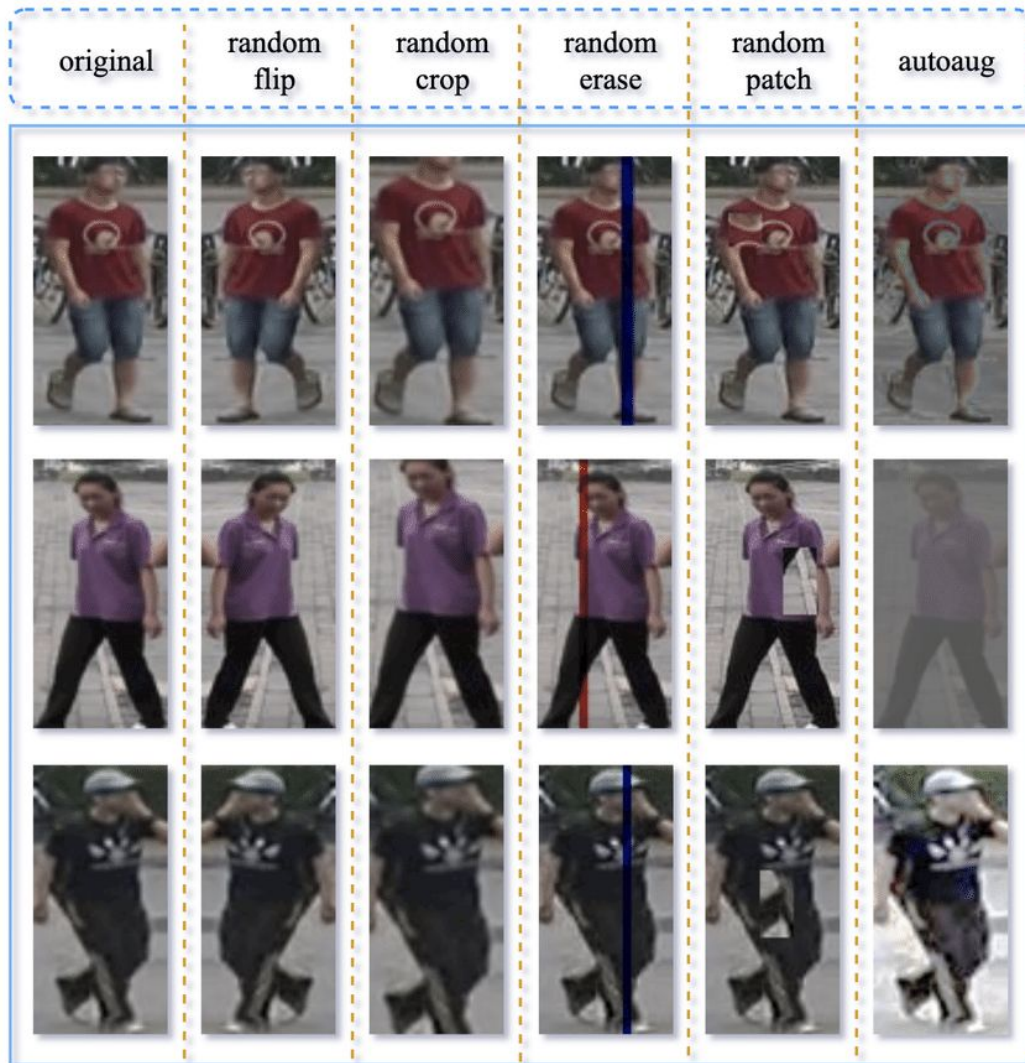 original
random
flip
random
crop
random
erase
random
patch
autoaug